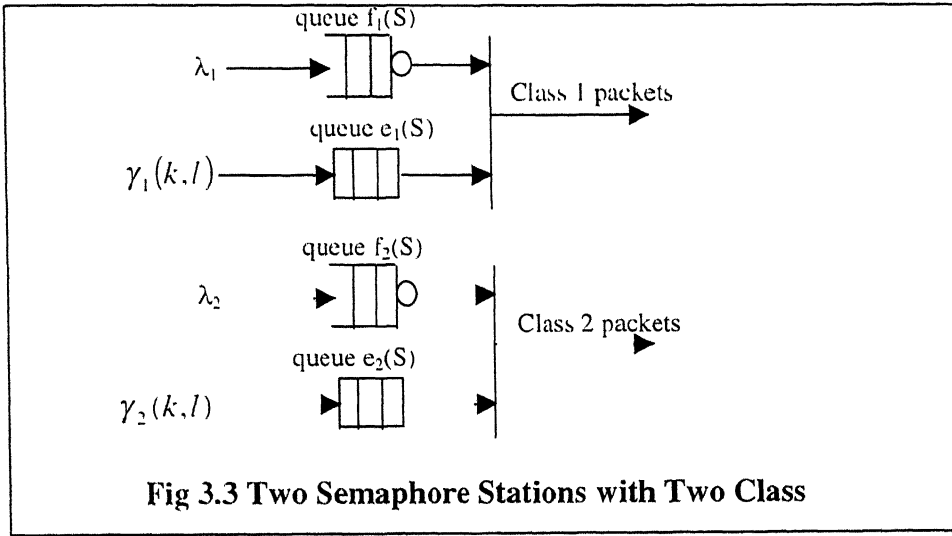 queue f₁(S)
λ₁
Class 1 packets
queue e₁(S)
γ₁(k,l)
queue f₂(S)
λ₂
Class 2 packets
queue e₂(S)
γ₂(k,l)
Fig 3.3 Two Semaphore Stations with Two Class